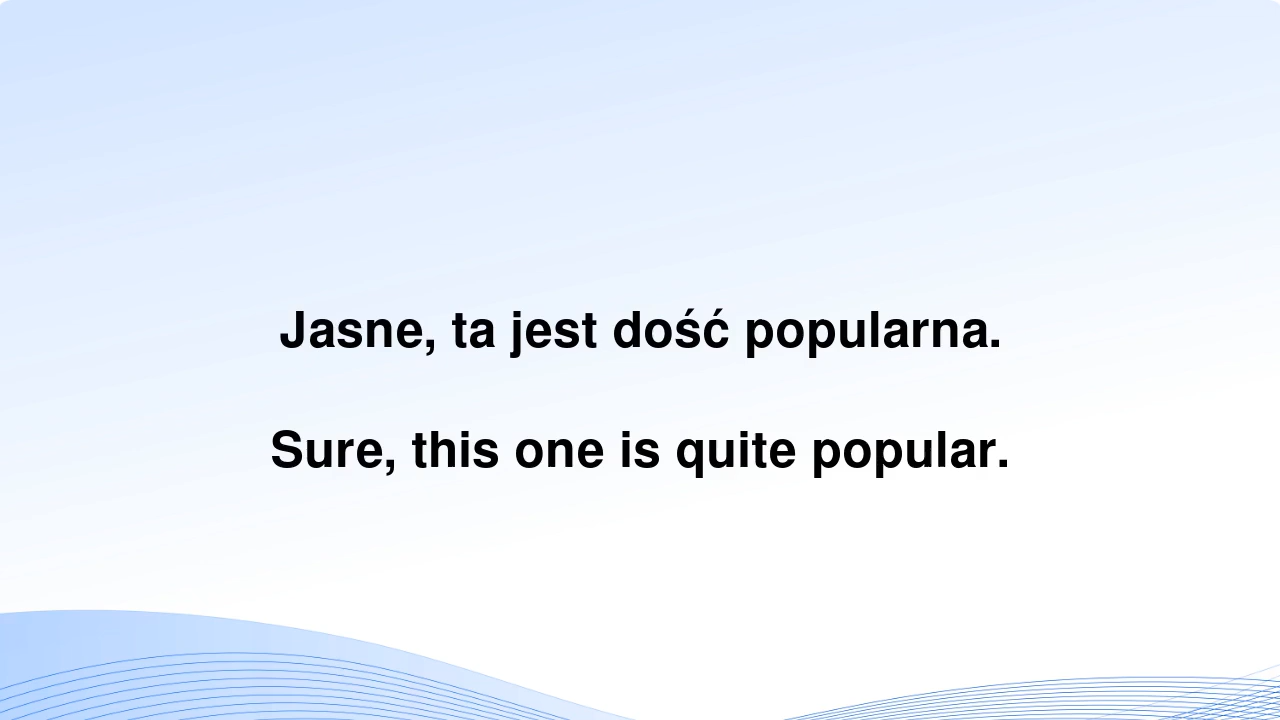 Jasne, ta jest dość popularna.
Sure, this one is quite popular.